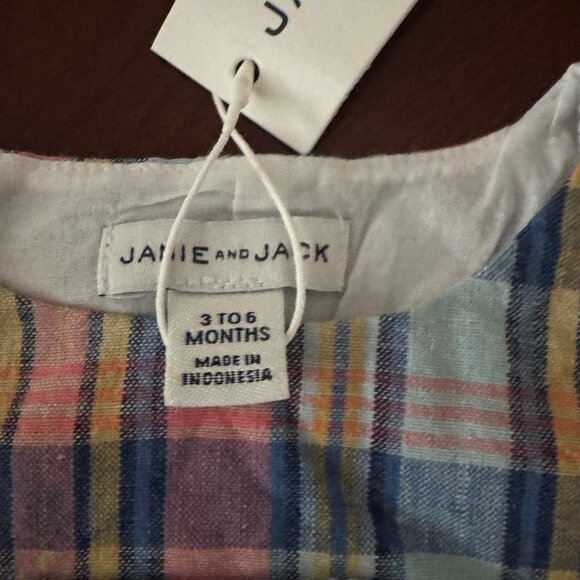 JANIE AND JACK
3 TO 6
MONTHS
MADE IN
INDONESIA